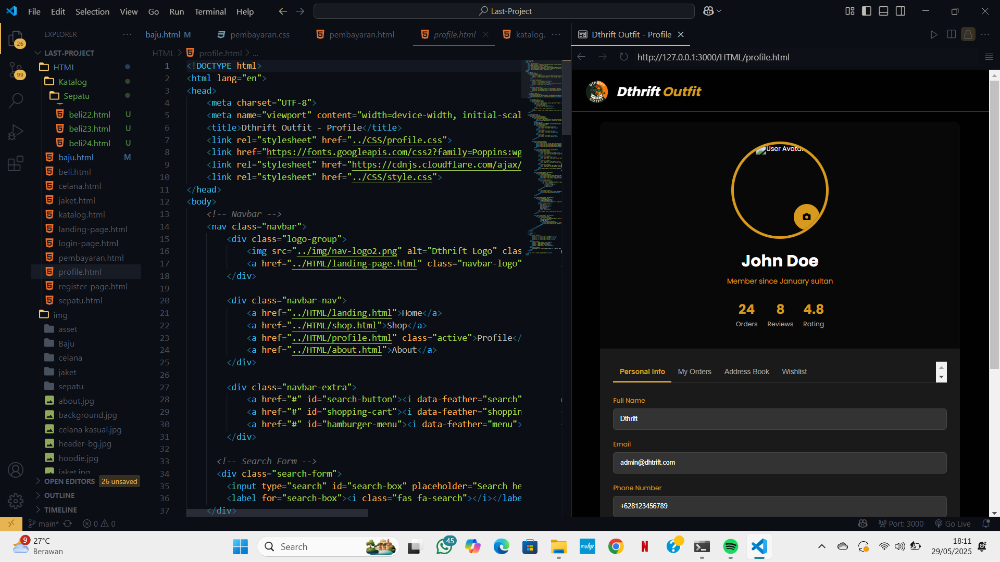 File Edit Selection View Go Run Terminal Help
Last-Project
EXPLORER
26
99
LAST-PROJECT
HTML
Katalog
Sepatu
beli22.html U
beli23.html U
beli24.html U
baju.html M
beli.html
celana.html
jaket.html
katalog.html
landing-page.html
login-page.html
pembayaran.html
profile.html
register-page.html
sepatu.html
img
asset
Baju
celana
jaket
sepatu
about.jpg
background.jpg
celana kasual.jpg
header-bg.jpg
hoodie.jpg
jaket.jpg
OPEN EDITORS 26 unsaved
OUTLINE
TIMELINE
baju.html M pembayaran.css pembayaran.html profile.html katalog.
HTML > profile.html > ...
1 <!DOCTYPE html>
2 <html lang="en">
3 <head>
4 <meta charset="UTF-8">
5 <meta name="viewport" content="width=device-width, initial-scal
6 <title>Dthrift Outfit - Profile</title>
7 <link rel="stylesheet" href="../CSS/profile.css">
8 <link href="https://fonts.googleapis.com/css2?family=Poppins:wg
9 <link rel="stylesheet" href="https://cdnjs.cloudflare.com/ajax/
10 <link rel="stylesheet" href="../CSS/style.css">
11 </head>
12 <body>
13 <!-- Navbar -->
14 <nav class="navbar">
15 <div class="logo-group">
16 <img src="../img/nav-logo2.png" alt="Dthrift Logo" clas
17 <a href="../HTML/landing-page.html" class="navbar-logo"
18 </div>
19
20 <div class="navbar-nav">
21 <a href="../HTML/landing.html">Home</a>
22 <a href="../HTML/shop.html">Shop</a>
23 <a href="../HTML/profile.html" class="active">Profile</
24 <a href="../HTML/about.html">About</a>
25 </div>
26
27 <div class="navbar-extra">
28 <a href="#" id="search-button"><i data-feather="search"
29 <a href="#" id="shopping-cart"><i data-feather="shoppin
30 <a href="#" id="hamburger-menu"><i data-feather="menu">
31 </div>
32
33 <!-- Search Form -->
34 <div class="search-form">
35 <input type="search" id="search-box" placeholder="Search he
36 <label for="search-box"><i class="fas fa-search"></i></labe
37 </div>
Dthrift Outfit - Profile
http://127.0.0.1:3000/HTML/profile.html
DTHRIFT
OUTFIT
Dthrift Outfit
User Avatar
John Doe
Member since January sultan
24 8 4.8
Orders Reviews Rating
Personal Info My Orders Address Book Wishlist
Full Name
Dthrift
Email
admin@dhtrift.com
Phone Number
+628123456789
main* 0 0
Port: 3000 Go Live
9
27°C
Berawan
Search
45
myhp
N
18:11
29/05/2025